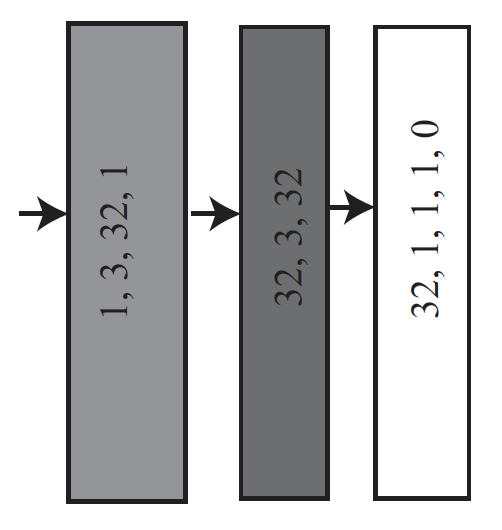 1, 3, 32, 1
32, 3, 32
32, 1, 1, 1, 0